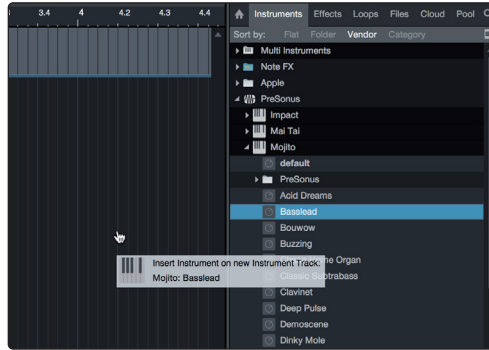 3.4 4 4.2 4.3 4.4
Instruments Effects Loops Files Cloud Pool
Sort by: Flat Folder Vendor Category
Multi Instruments
Note FX
Apple
PreSonus
Impact
Mai Tai
Mojito
default
PreSonus
Acid Dreams
Basslead
Bouwow
Buzzing
Organ
Insert Instrument on new Instrument Track:
Mojito: Basslead
Classic Subtrabass
Clavinet
Deep Pulse
Demoscene
Dinky Mole